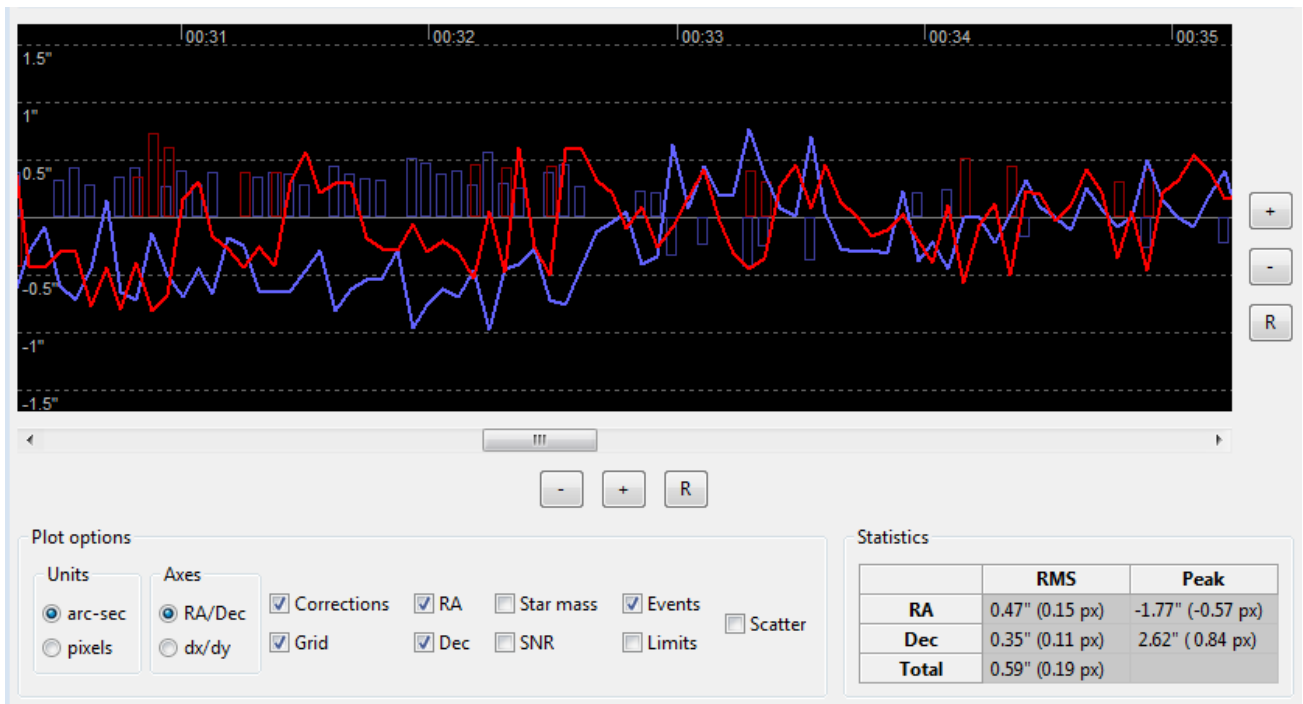 00:31 00:32 00:33 00:34 00:35
1.5"
1"
0.5"
-0.5"
-1"
-1.5"
+
-
R
- + R
Plot options
Units Axes
arc-sec RA/Dec Corrections RA Star mass Events Scatter
pixels dx/dy Grid Dec SNR Limits
Statistics
RMS Peak
RA 0.47" (0.15 px) -1.77" (-0.57 px)
Dec 0.35" (0.11 px) 2.62" ( 0.84 px)
Total 0.59" (0.19 px)